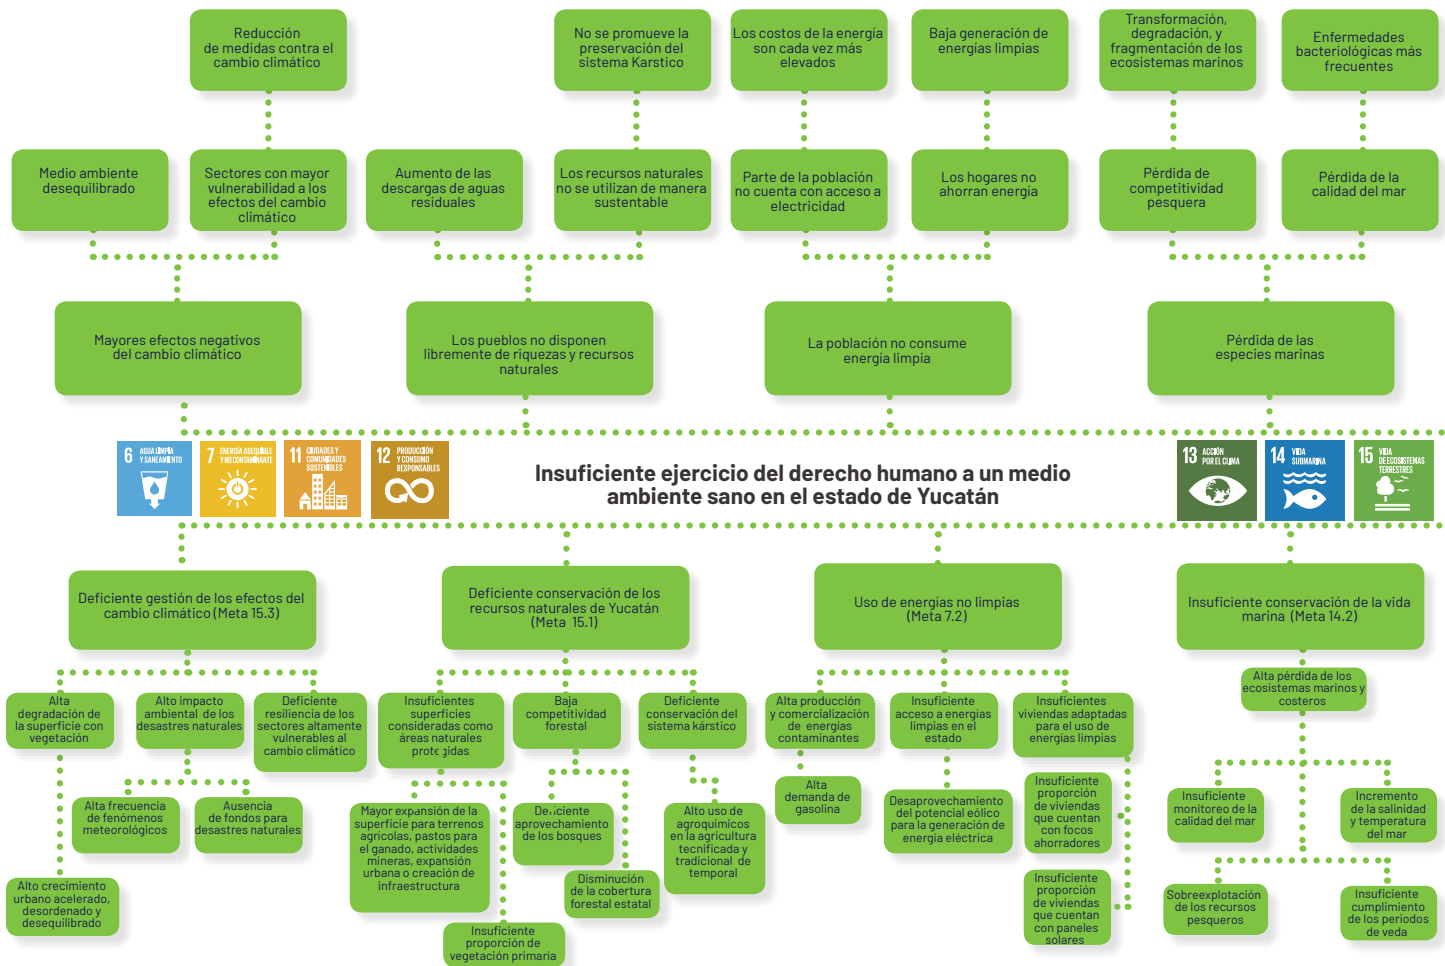 Reducción
de medidas contra el
cambio climático
No se promueve la
preservación del
sistema Karstico
Los costos de la energía
son cada vez más
elevados
Baja generación de
energías limpias
Transformación,
degradación, y
fragmentación de los
ecosistemas marinos
Enfermedades
bacteriológicas más
frecuentes
Medio ambiente
desequilibrado
Sectores con mayor
vulnerabilidad a los
efectos del cambio
climático
Aumento de las
descargas de aguas
residuales
Los recursos naturales
no se utilizan de manera
sustentable
Parte de la población
no cuenta con acceso a
electricidad
Los hogares no
ahorran energía
Pérdida de
competitividad
pesquera
Pérdida de la
calidad del mar
Mayores efectos negativos
del cambio climático
Los pueblos no disponen
libremente de riquezas y recursos
naturales
La población no consume
energía limpia
Pérdida de las
especies marinas
6 AGUA LIMPIA
Y SANEAMIENTO
7 ENERGÍA ASEQUIBLE
Y NO CONTAMINANTE
11 CIUDADES Y
COMUNIDADES
SOSTENIBLES
12 PRODUCCIÓN
Y CONSUMO
RESPONSABLES
Insuficiente ejercicio del derecho humano a un medio
ambiente sano en el estado de Yucatán
13 ACCIÓN
POR EL CLIMA
14 VIDA
SUBMARINA
15 VIDA
DE ECOSISTEMAS
TERRESTRES
Deficiente gestión de los efectos del
cambio climático (Meta 15.3)
Deficiente conservación de los
recursos naturales de Yucatán
(Meta 15.1)
Uso de energías no limpias
(Meta 7.2)
Insuficiente conservación de la vida
marina (Meta 14.2)
Alta
degradación de
la superficie con
vegetación
Alto impacto
ambiental de los
desastres naturales
Deficiente
resiliencia de los
sectores altamente
vulnerables al
cambio climático
Insuficientes
superficies
consideradas como
áreas naturales
protegidas
Baja
competitividad
forestal
Deficiente
conservación del
sistema kárstico
Alta producción
y comercialización
de energías
contaminantes
Insuficiente
acceso a energías
limpias en el
estado
Insuficientes
viviendas adaptadas
para el uso de
energías limpias
Alta pérdida de los
ecosistemas marinos y
costeros
Alta frecuencia
de fenómenos
meteorológicos
Ausencia
de fondos para
desastres naturales
Mayor expansión de la
superficie para terrenos
agrícolas, pastos para
el ganado, actividades
mineras, expansión
urbana o creación de
infraestructura
Deficiente
aprovechamiento
de los bosques
Alto uso de
agroquímicos
en la agricultura
tecnificada y
tradicional de
temporal
Alta
demanda de
gasolina
Desaprovechamiento
del potencial eólico
para la generación de
energía eléctrica
Insuficiente
proporción
de viviendas
que cuentan
con focos
ahorradores
Insuficiente
monitoreo de la
calidad del mar
Incremento
de la salinidad
y temperatura
del mar
Alto crecimiento
urbano acelerado,
desordenado y
desequilibrado
Disminución
de la cobertura
forestal estatal
Insuficiente
proporción
de viviendas
que cuentan
con paneles
solares
Sobreexplotación
de los recursos
pesqueros
Insuficiente
cumplimiento
de los períodos
de veda
Insuficiente
proporción de
vegetación primaria